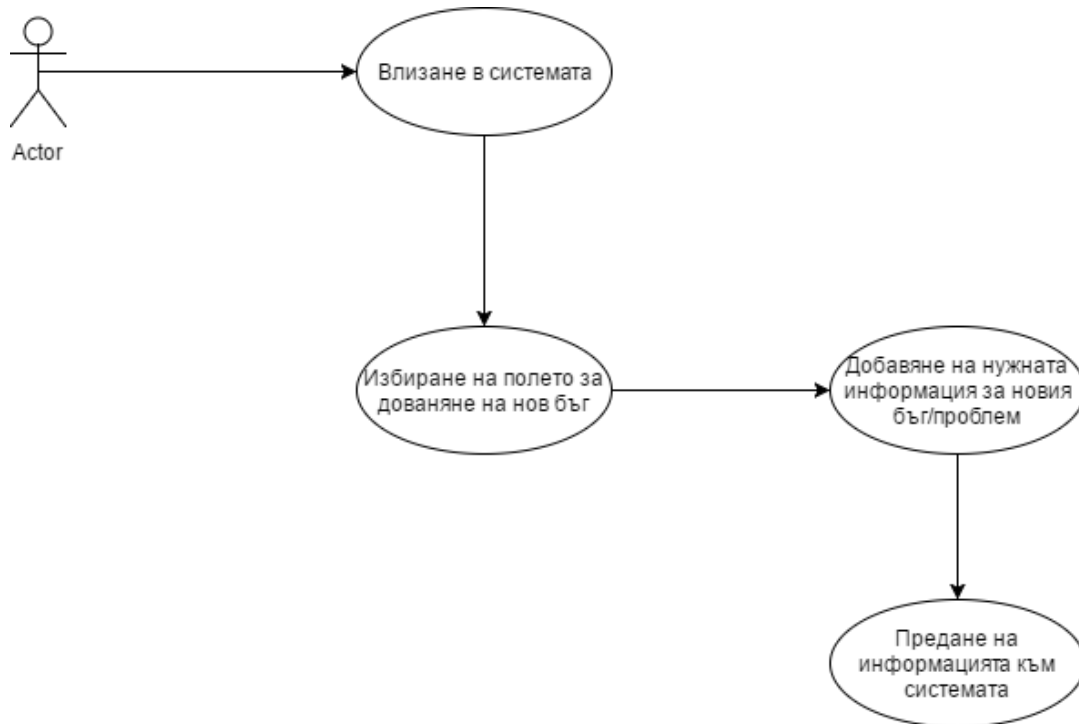 Влизане в системата
Actor
Избиране на полето за
дованяне на нов бъг
Добавяне на нужната
информация за новия
бъг/проблем
Предане на
информацията към
системата